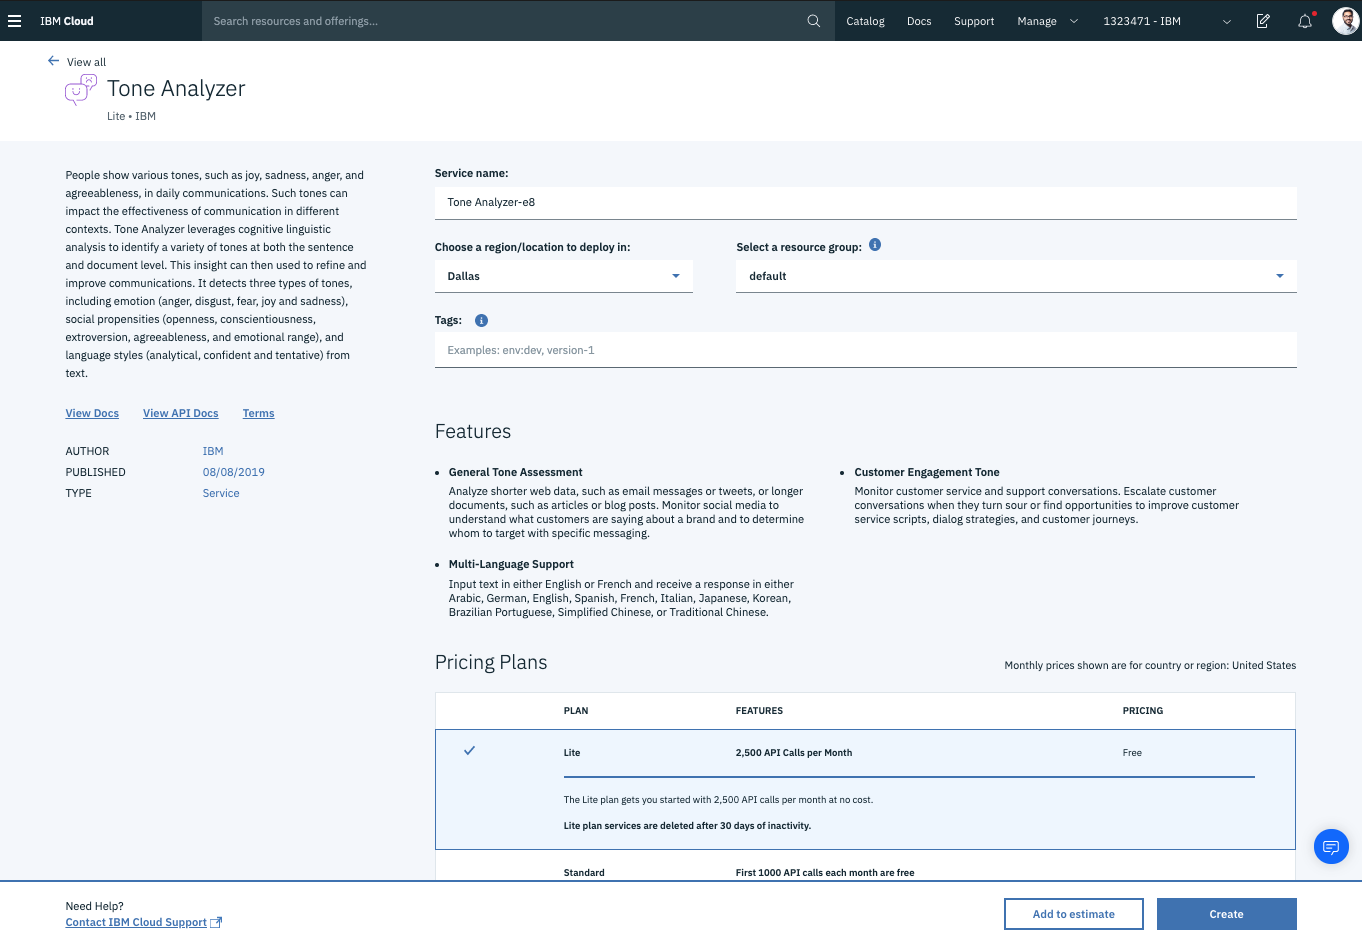 IBM Cloud
Search resources and offerings...
Catalog
Docs
Support
Manage
1323471 - IBM
View all
Tone Analyzer
Lite • IBM
People show various tones, such as joy, sadness, anger, and
agreeableness, in daily communications. Such tones can
impact the effectiveness of communication in different
contexts. Tone Analyzer leverages cognitive linguistic
analysis to identify a variety of tones at both the sentence
and document level. This insight can then used to refine and
improve communications. It detects three types of tones,
including emotion (anger, disgust, fear, joy and sadness),
social propensities (openness, conscientiousness,
extroversion, agreeableness, and emotional range), and
language styles (analytical, confident and tentative) from
text.
View Docs
View API Docs
Terms
AUTHOR IBM
PUBLISHED 08/08/2019
TYPE Service
Service name:
Tone Analyzer-e8
Choose a region/location to deploy in:
Dallas
Select a resource group:
default
Tags:
Examples: env:dev, version-1
Features
• General Tone Assessment
Analyze shorter web data, such as email messages or tweets, or longer
documents, such as articles or blog posts. Monitor social media to
understand what customers are saying about a brand and to determine
whom to target with specific messaging.
• Customer Engagement Tone
Monitor customer service and support conversations. Escalate customer
conversations when they turn sour or find opportunities to improve customer
service scripts, dialog strategies, and customer journeys.
• Multi-Language Support
Input text in either English or French and receive a response in either
Arabic, German, English, Spanish, French, Italian, Japanese, Korean,
Brazilian Portuguese, Simplified Chinese, or Traditional Chinese.
Pricing Plans
Monthly prices shown are for country or region: United States
PLAN FEATURES PRICING
Lite 2,500 API Calls per Month Free
The Lite plan gets you started with 2,500 API calls per month at no cost.
Lite plan services are deleted after 30 days of inactivity.
Standard First 1000 API calls each month are free
Need Help?
Contact IBM Cloud Support
Add to estimate
Create